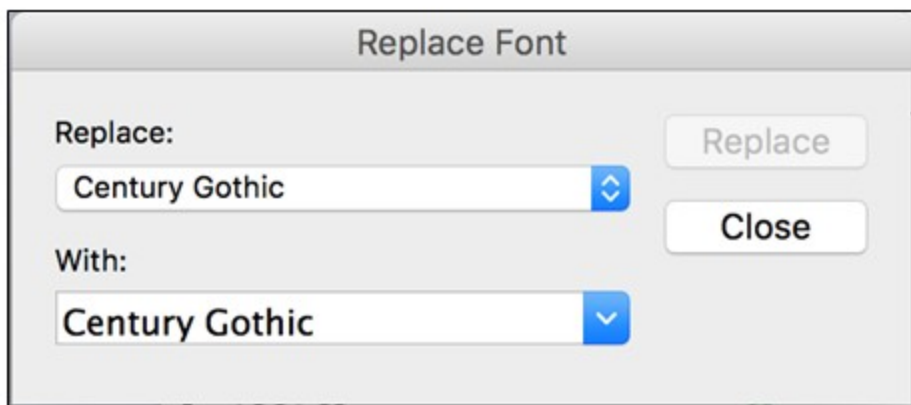 Replace Font
Replace:
Replace
Century Gothic
Close
With:
Century Gothic